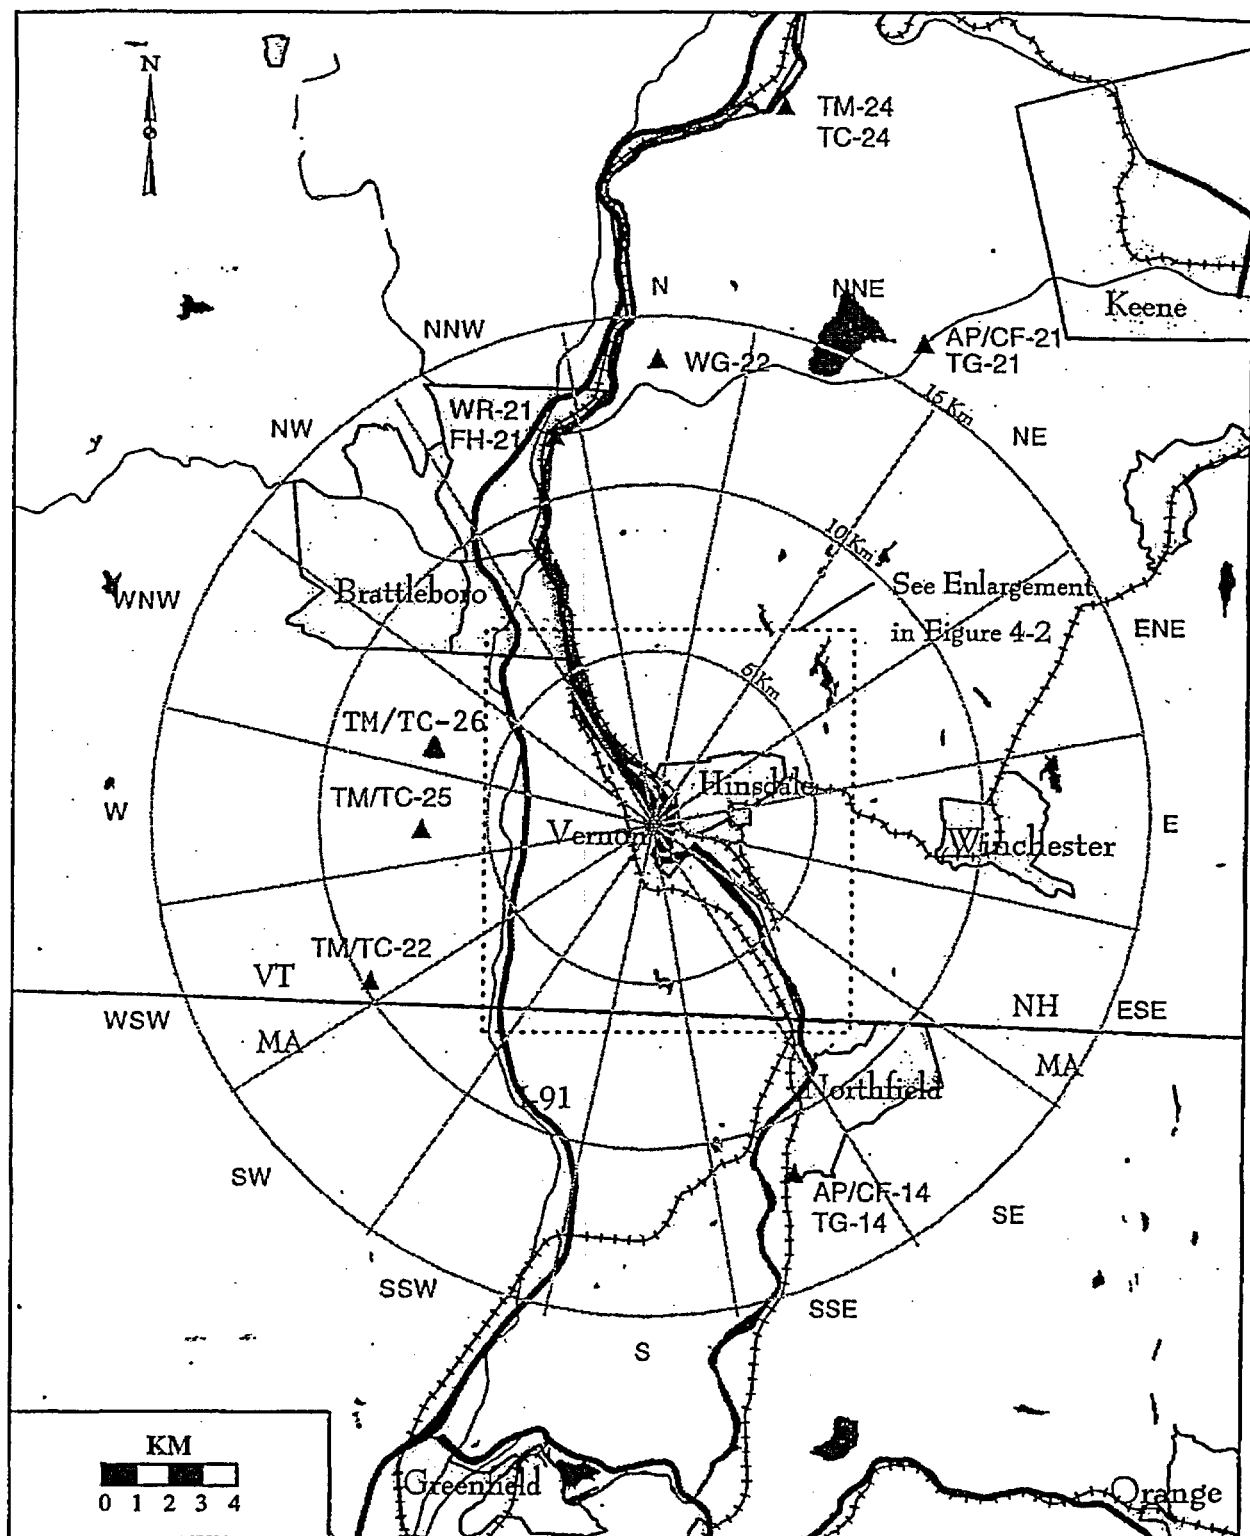 N
TM-24
TC-24
N
NNE
Keene
NNW
AP/CF-21
TG-21
WG-22
15 Km
WR-21
FH-21
NW
NE
10 Km
See Enlargement
in Figure 4-2
Brattleboro
WNW
ENE
5 Km
TM/TC-26
Hinsdale
TM/TC-25
W
E
Vernon
Winchester
TM/TC-22
VT
NH
ESE
WSW
MA
MA
Northfield
I-91
SW
AP/CF-14
TG-14
SE
SSW
SSE
S
KM
0 1 2 3 4
Greenfield
Orange